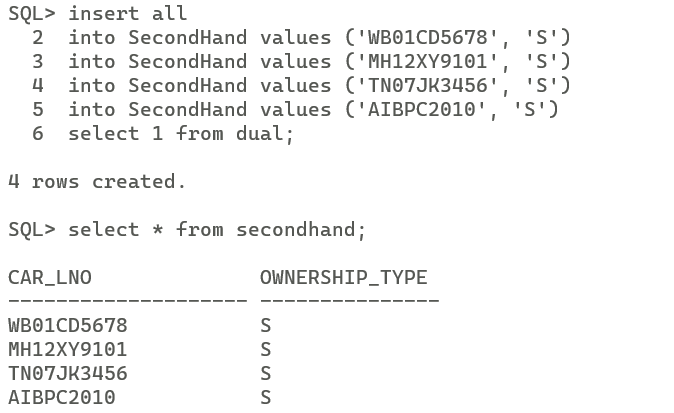 SQL> insert all
  2  into SecondHand values ('WB01CD5678', 'S')
  3  into SecondHand values ('MH12XY9101', 'S')
  4  into SecondHand values ('TN07JK3456', 'S')
  5  into SecondHand values ('AIBPC2010', 'S')
  6  select 1 from dual;
4 rows created.
SQL> select * from secondhand;
CAR_LNO              OWNERSHIP_TYPE
-------------------- ---------------
WB01CD5678           S
MH12XY9101           S
TN07JK3456           S
AIBPC2010            S